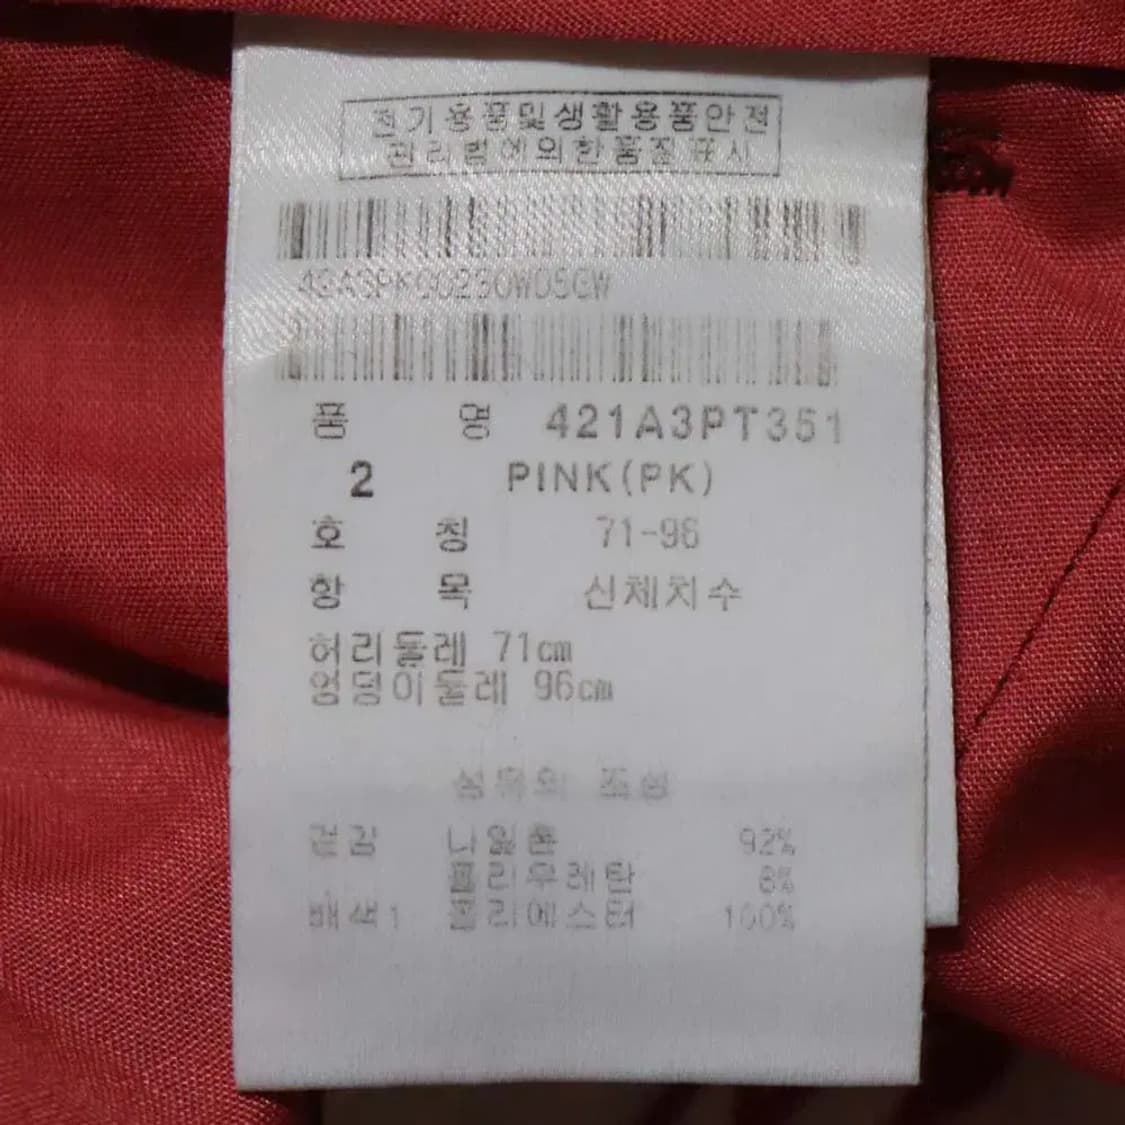 전기용품및생활용품안전
관리법에의한품질표시
품 명 421A3PT351
2 PINK(PK)
호 칭 71-96
항 목 신체치수
허리둘레 71cm
엉덩이둘레 96cm
섬유의 조성
겉감 나일론 92%
폴리우레탄 8%
배색1 폴리에스터 100%